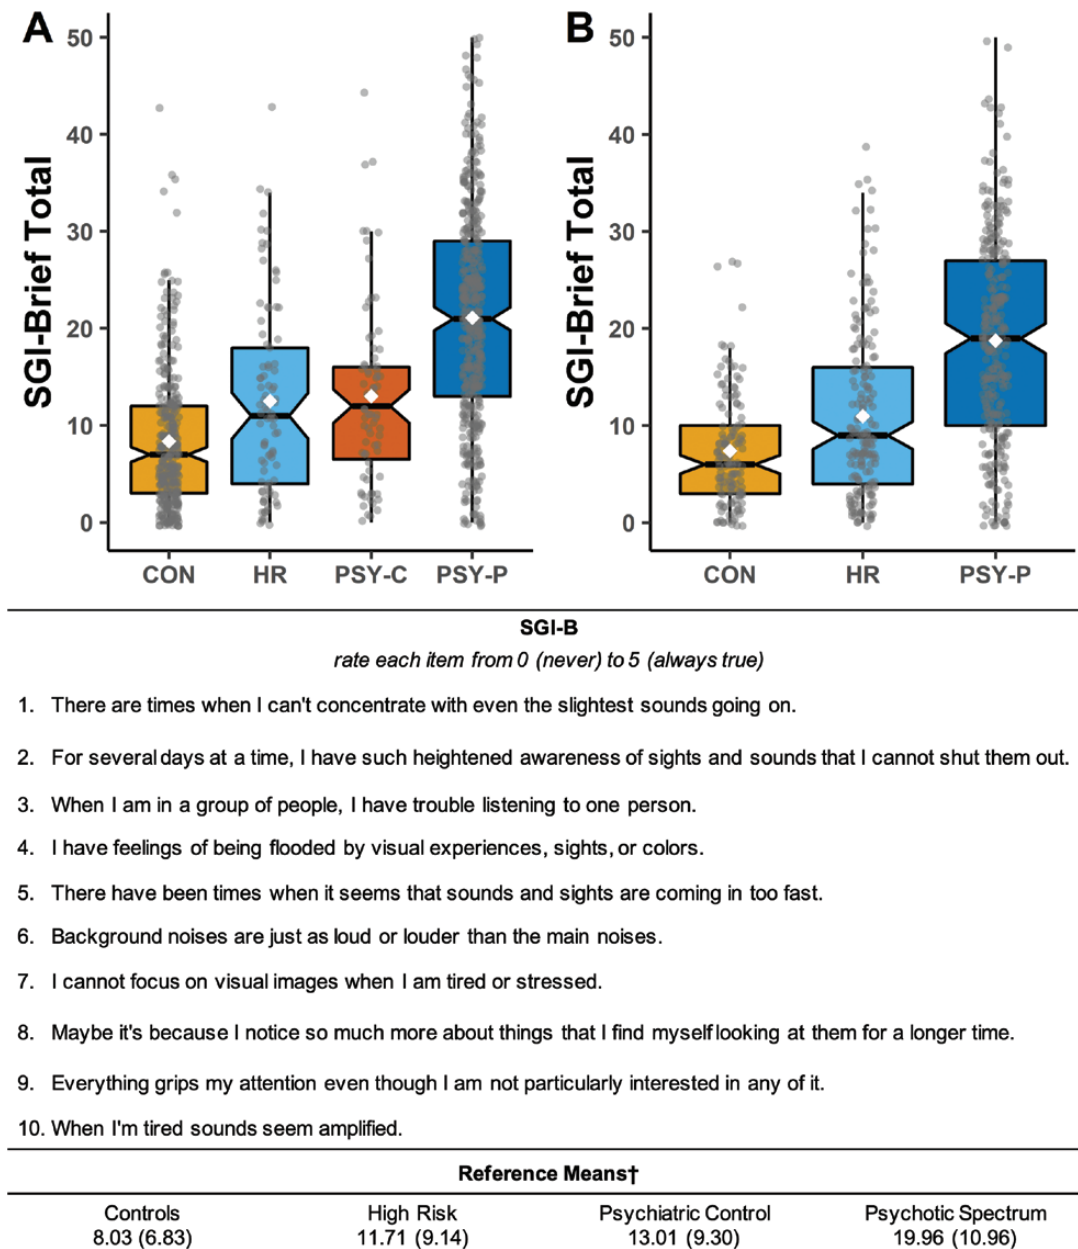 A
B
SGI-Brief Total
50
40
30
20
10
0
CON HR PSY-C PSY-P
SGI-Brief Total
50
40
30
20
10
0
CON HR PSY-P
SGI-B
rate each item from 0 (never) to 5 (always true)
1. There are times when I can't concentrate with even the slightest sounds going on.
2. For several days at a time, I have such heightened awareness of sights and sounds that I cannot shut them out.
3. When I am in a group of people, I have trouble listening to one person.
4. I have feelings of being flooded by visual experiences, sights, or colors.
5. There have been times when it seems that sounds and sights are coming in too fast.
6. Background noises are just as loud or louder than the main noises.
7. I cannot focus on visual images when I am tired or stressed.
8. Maybe it's because I notice so much more about things that I find myself looking at them for a longer time.
9. Everything grips my attention even though I am not particularly interested in any of it.
10. When I'm tired sounds seem amplified.
Reference Means†
Controls High Risk Psychiatric Control Psychotic Spectrum
8.03 (6.83) 11.71 (9.14) 13.01 (9.30) 19.96 (10.96)